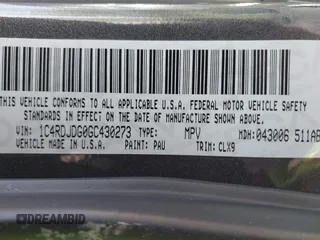 THIS VEHICLE CONFORMS TO ALL APPLICABLE U.S.A. FEDERAL MOTOR VEHICLE SAFETY
STANDARDS IN EFFECT ON THE DATE OF MANUFACTURE SHOWN ABOVE.
VIN: 1C4RDJDG0GC430273 TYPE: MPV MDH: 043006 511AB
VEHICLE MADE IN U.S.A. PAINT: PAU TRIM: CLX9
DREAMBID